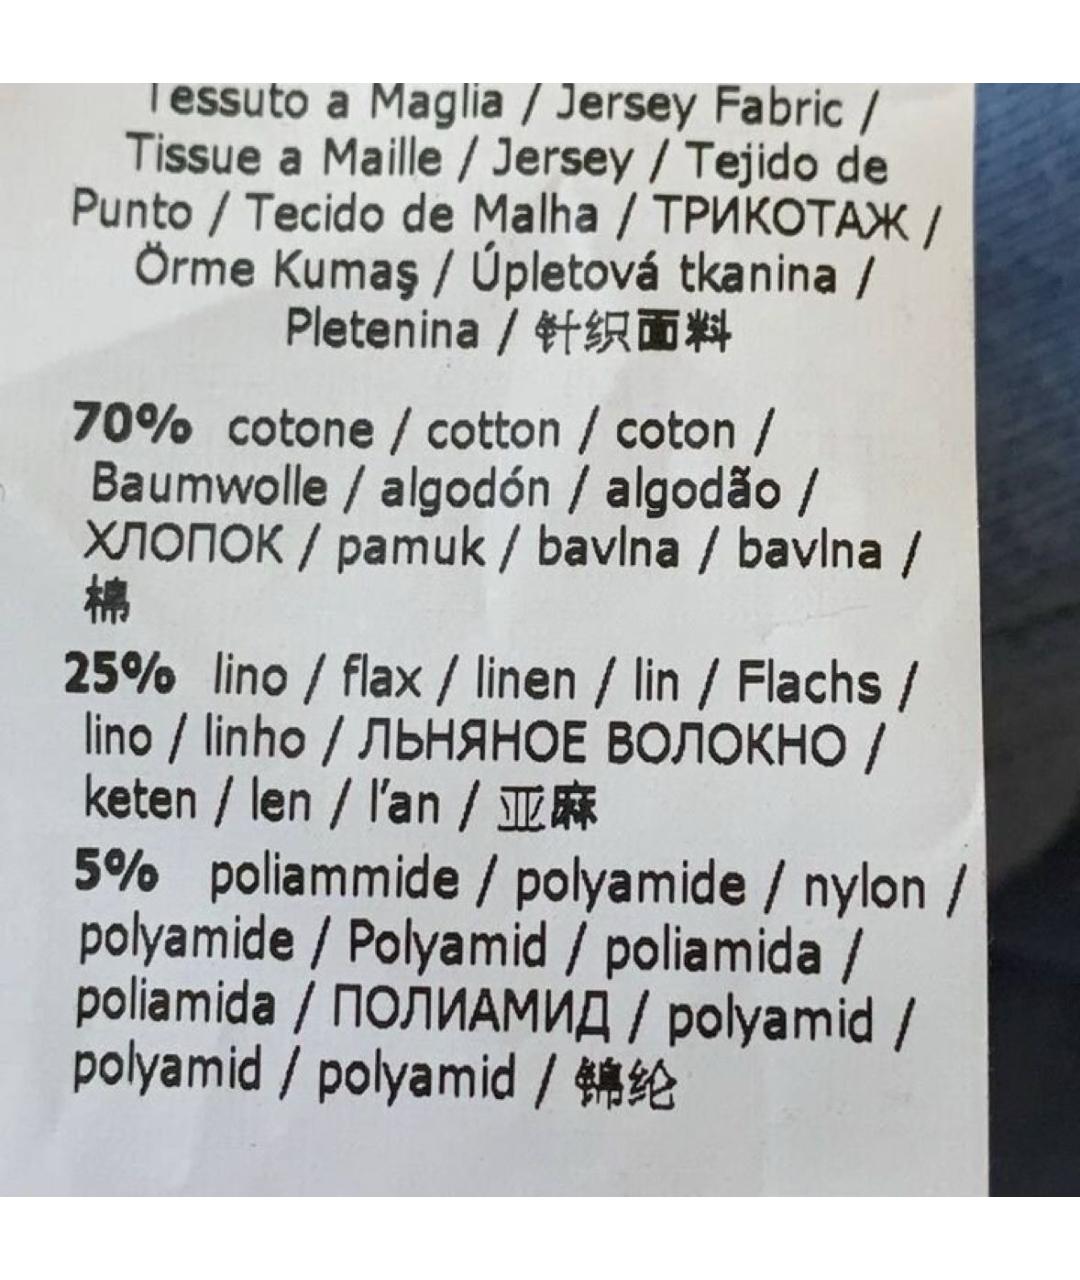 Tessuto a Maglia / Jersey Fabric /
Tissue a Maille / Jersey / Tejido de
Punto / Tecido de Malha / ТРИКОТАЖ /
Örme Kumaş / Úpletová tkanina /
Pletenina / 针织面料
70% cotone / cotton / coton /
Baumwolle / algodón / algodão /
ХЛОПОК / pamuk / bavlna / bavlna /
棉
25% lino / flax / linen / lin / Flachs /
lino / linho / ЛЬНЯНОЕ ВОЛОКНО /
keten / len / l'an / 亚麻
5% poliammide / polyamide / nylon /
polyamide / Polyamid / poliamida /
poliamida / ПОЛИАМИД / polyamid /
polyamid / polyamid / 锦纶